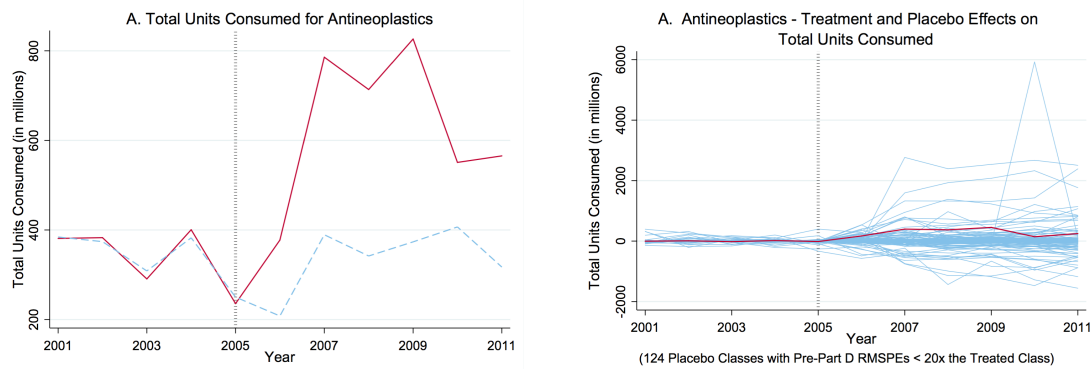 A. Total Units Consumed for Antineoplastics
Total Units Consumed (in millions)
800
600
400
200
2001
2003
2005
2007
2009
2011
Year
A. Antineoplastics - Treatment and Placebo Effects on
Total Units Consumed
Total Units Consumed (in millions)
6000
4000
2000
0
-2000
2001
2003
2005
2007
2009
2011
Year
(124 Placebo Classes with Pre-Part D RMSPEs < 20x the Treated Class)